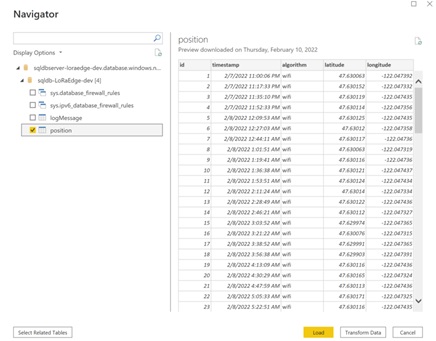 Navigator
Display Options
sqldbserver-loraedge-dev.database.windows.n...
sqldb-LoRaEdge-dev [4]
sys.database_firewall_rules
sys.ipv6_database_firewall_rules
logMessage
position
position
Preview downloaded on Thursday, February 10, 2022
id timestamp algorithm latitude longitude
1 2/7/2022 11:00:06 PM wifi 47.630063 -122.047392
2 2/7/2022 11:17:33 PM wifi 47.630152 -122.047332
3 2/7/2022 11:35:10 PM wifi 47.630119 -122.047315
4 2/7/2022 11:52:33 PM wifi 47.630114 -122.047356
5 2/8/2022 12:09:53 AM wifi 47.630125 -122.047435
6 2/8/2022 12:27:03 AM wifi 47.63012 -122.047358
7 2/8/2022 12:44:11 AM wifi 47.630117 -122.04736
8 2/8/2022 1:01:51 AM wifi 47.630063 -122.047319
9 2/8/2022 1:19:41 AM wifi 47.630116 -122.04736
10 2/8/2022 1:36:38 AM wifi 47.630121 -122.047437
11 2/8/2022 1:53:51 AM wifi 47.630124 -122.047434
12 2/8/2022 2:11:24 AM wifi 47.63014 -122.047334
13 2/8/2022 2:28:49 AM wifi 47.630122 -122.047436
14 2/8/2022 2:46:21 AM wifi 47.630112 -122.047327
15 2/8/2022 3:03:52 AM wifi 47.629974 -122.047365
16 2/8/2022 3:21:22 AM wifi 47.630076 -122.047315
17 2/8/2022 3:38:52 AM wifi 47.629991 -122.047365
18 2/8/2022 3:56:38 AM wifi 47.629903 -122.047391
19 2/8/2022 4:13:27 AM wifi 47.630116 -122.047436
20 2/8/2022 4:30:29 AM wifi 47.630165 -122.047324
21 2/8/2022 4:47:59 AM wifi 47.630113 -122.047436
22 2/8/2022 5:05:33 AM wifi 47.630171 -122.047325
23 2/8/2022 5:22:51 AM wifi 47.630116 -122.047435
Select Related Tables
Load
Transform Data
Cancel